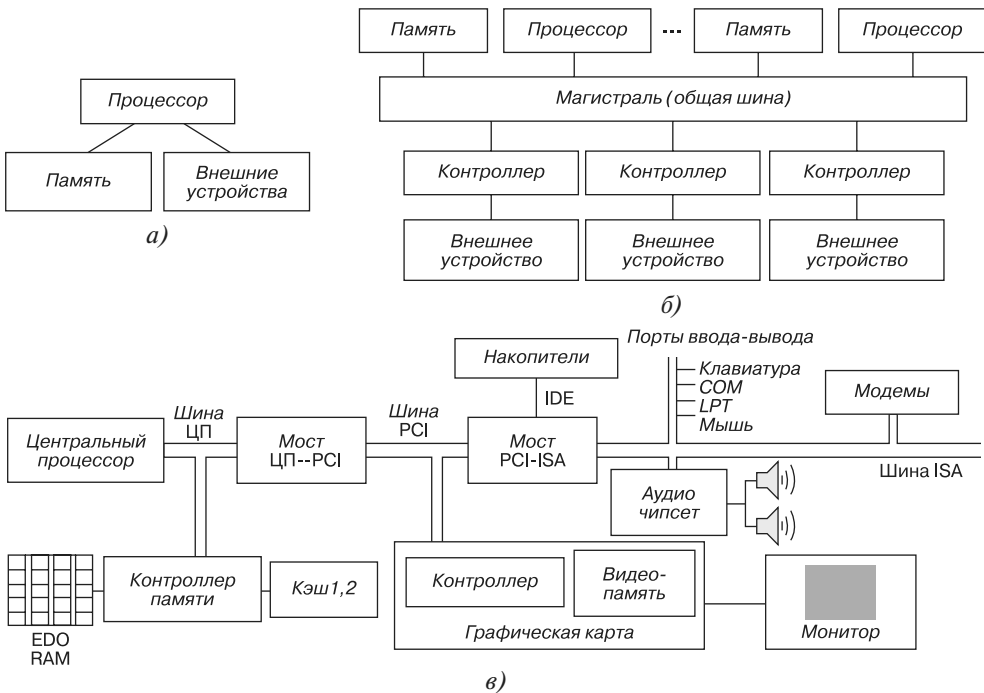 Процессор
Память
Внешние
устройства
а)
Память
Процессор
Память
Процессор
Магистраль (общая шина)
Контроллер
Контроллер
Контроллер
Внешнее
устройство
Внешнее
устройство
Внешнее
устройство
б)
Накопители
IDE
Порты ввода-вывода
Клавиатура
COM
LPT
Мышь
Модемы
Центральный
процессор
Шина
ЦП
Мост
ЦП--PCI
Шина
PCI
Мост
PCI-ISA
Шина ISA
Аудио
чипсет
EDO
RAM
Контроллер
памяти
Кэш1,2
Контроллер
Видео-
память
Графическая карта
Монитор
в)